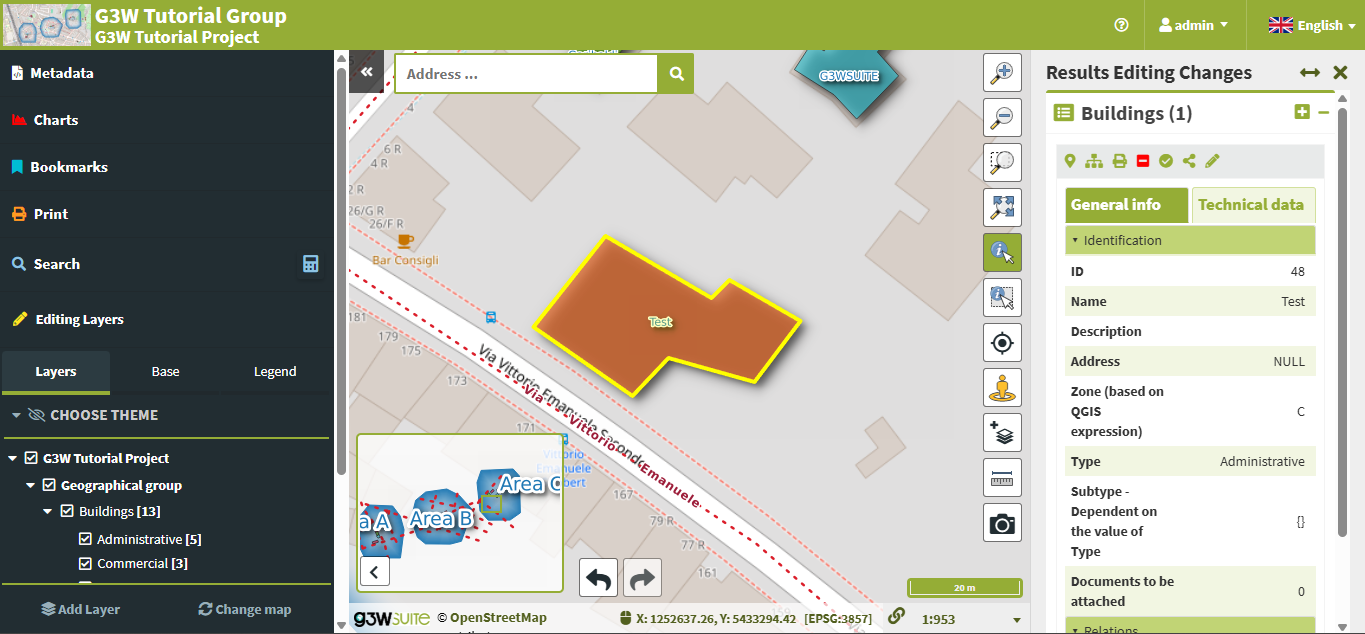 G3W Tutorial Group
G3W Tutorial Project
admin
English
Metadata
Charts
Bookmarks
Print
Search
Editing Layers
Layers
Base
Legend
CHOOSE THEME
G3W Tutorial Project
Geographical group
Buildings [13]
Administrative [5]
Commercial [3]
Add Layer
Change map
Address ...
G3WSUITE
4
6 R
4 R
2 R
26/G R
26/F R
Bar Consigli
Test
181
179
175
173
171
167
79 R
77 R
161
159
Via Vittorio Emanuele Secondo
Via Vittorio Emanuele
Vittorio
Emanuele
bert
a A
Area B
Area C
20 m
G3WSUITE
© OpenStreetMap
X: 1252637.26, Y: 5433294.42 [EPSG:3857]
1:953
Results Editing Changes
Buildings (1)
General info
Technical data
Identification
ID 48
Name Test
Description
Address NULL
Zone (based on
QGIS C
expression)
Type Administrative
Subtype -
Dependent on
the value of {}
Type
Documents to be
attached 0
Relations